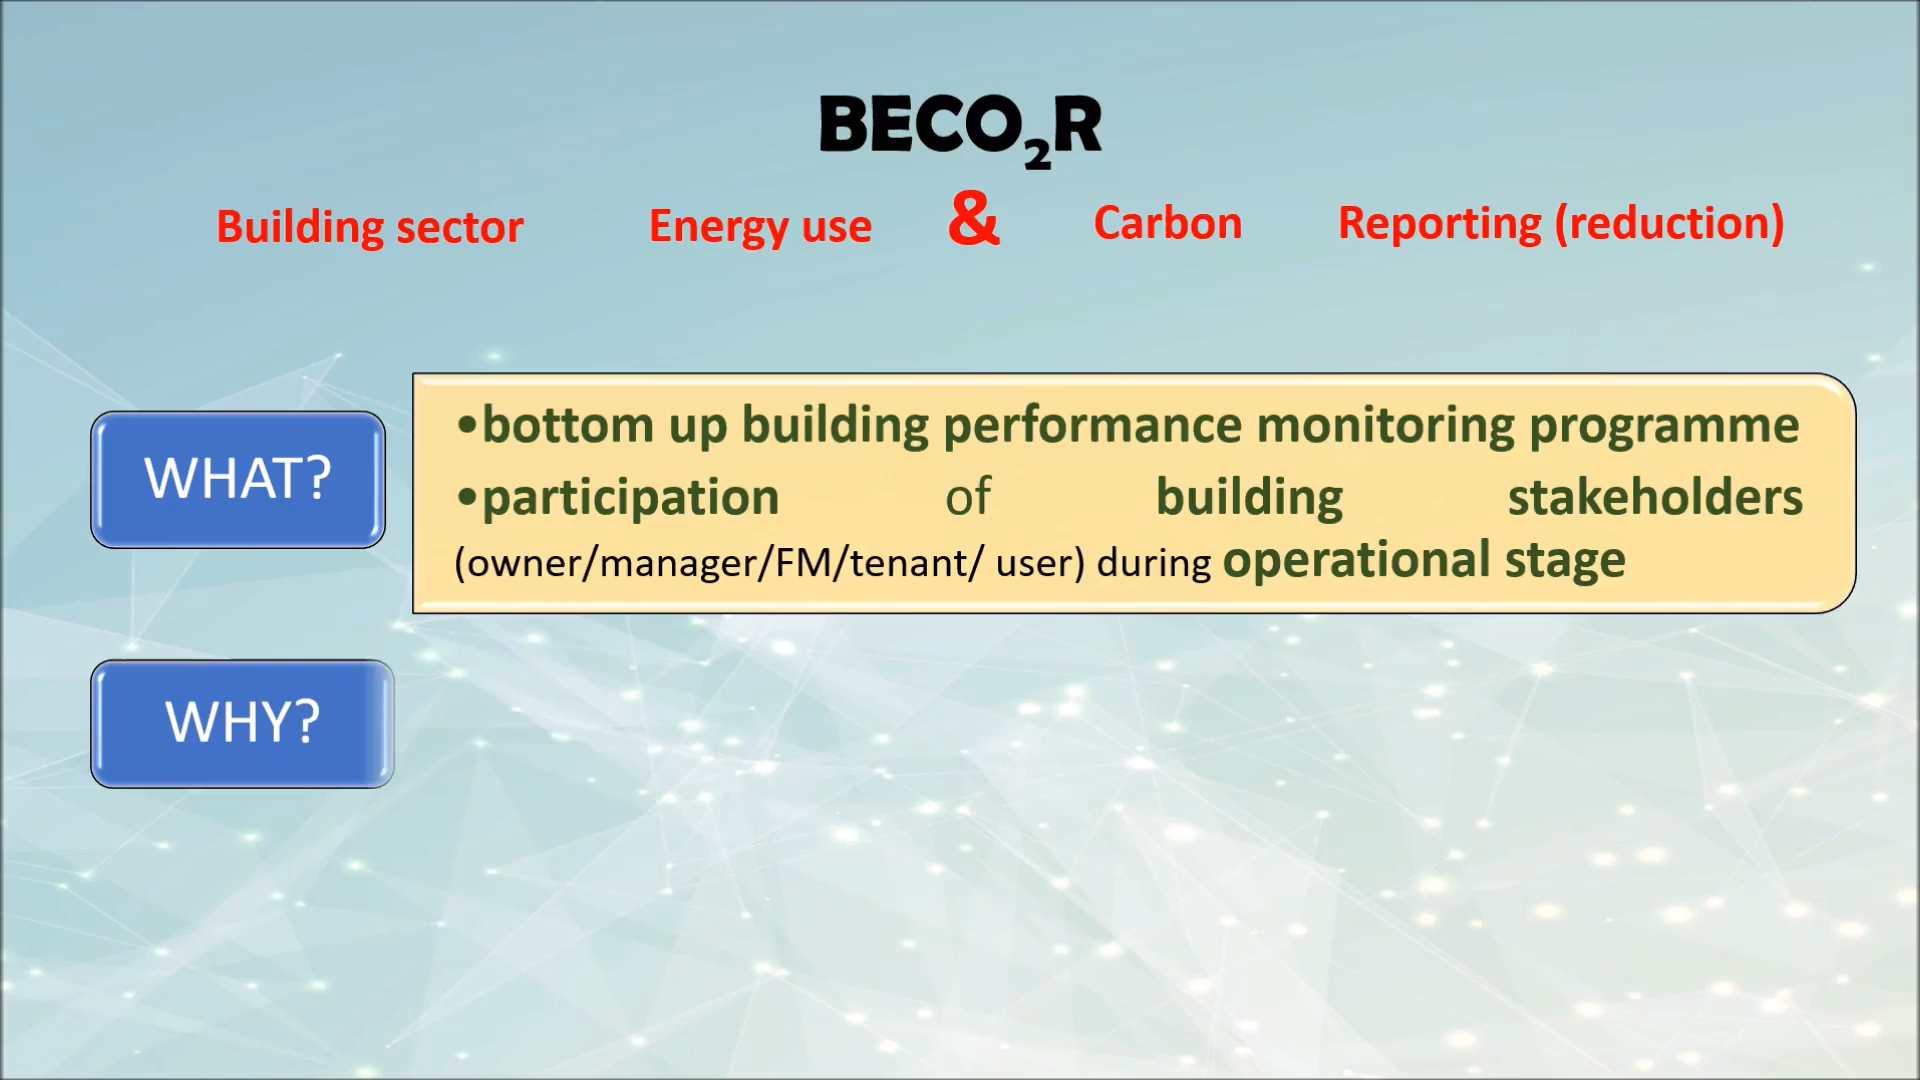 BECO₂R
Building sector Energy use & Carbon Reporting (reduction)
WHAT?
•bottom up building performance monitoring programme
•participation of building stakeholders
(owner/manager/FM/tenant/ user) during operational stage
WHY?